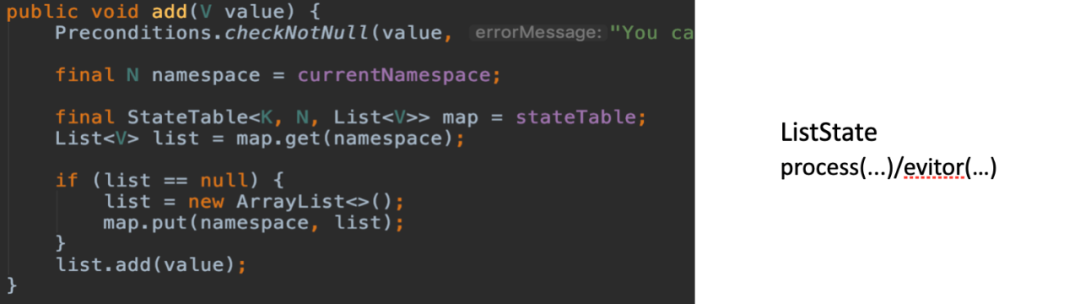 public void add(V value) {
Preconditions.checkNotNull(value, errorMessage: "You ca
final N namespace = currentNamespace;
final StateTable<K, N, List<V>> map = stateTable;
List<V> list = map.get(namespace);
if (list == null) {
list = new ArrayList<>();
map.put(namespace, list);
}
list.add(value);
}
ListState
process(...)/evitor(...)